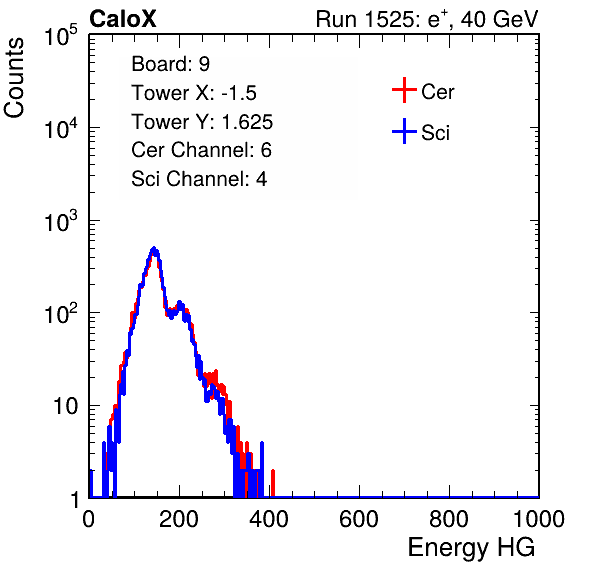 CaloX Run 1525: e⁺, 40 GeV
Counts
Board: 9
Tower X: -1.5
Tower Y: 1.625
Cer Channel: 6
Sci Channel: 4
Cer
Sci
10⁵
10⁴
10³
10²
10
1
0 200 400 600 800 1000
Energy HG